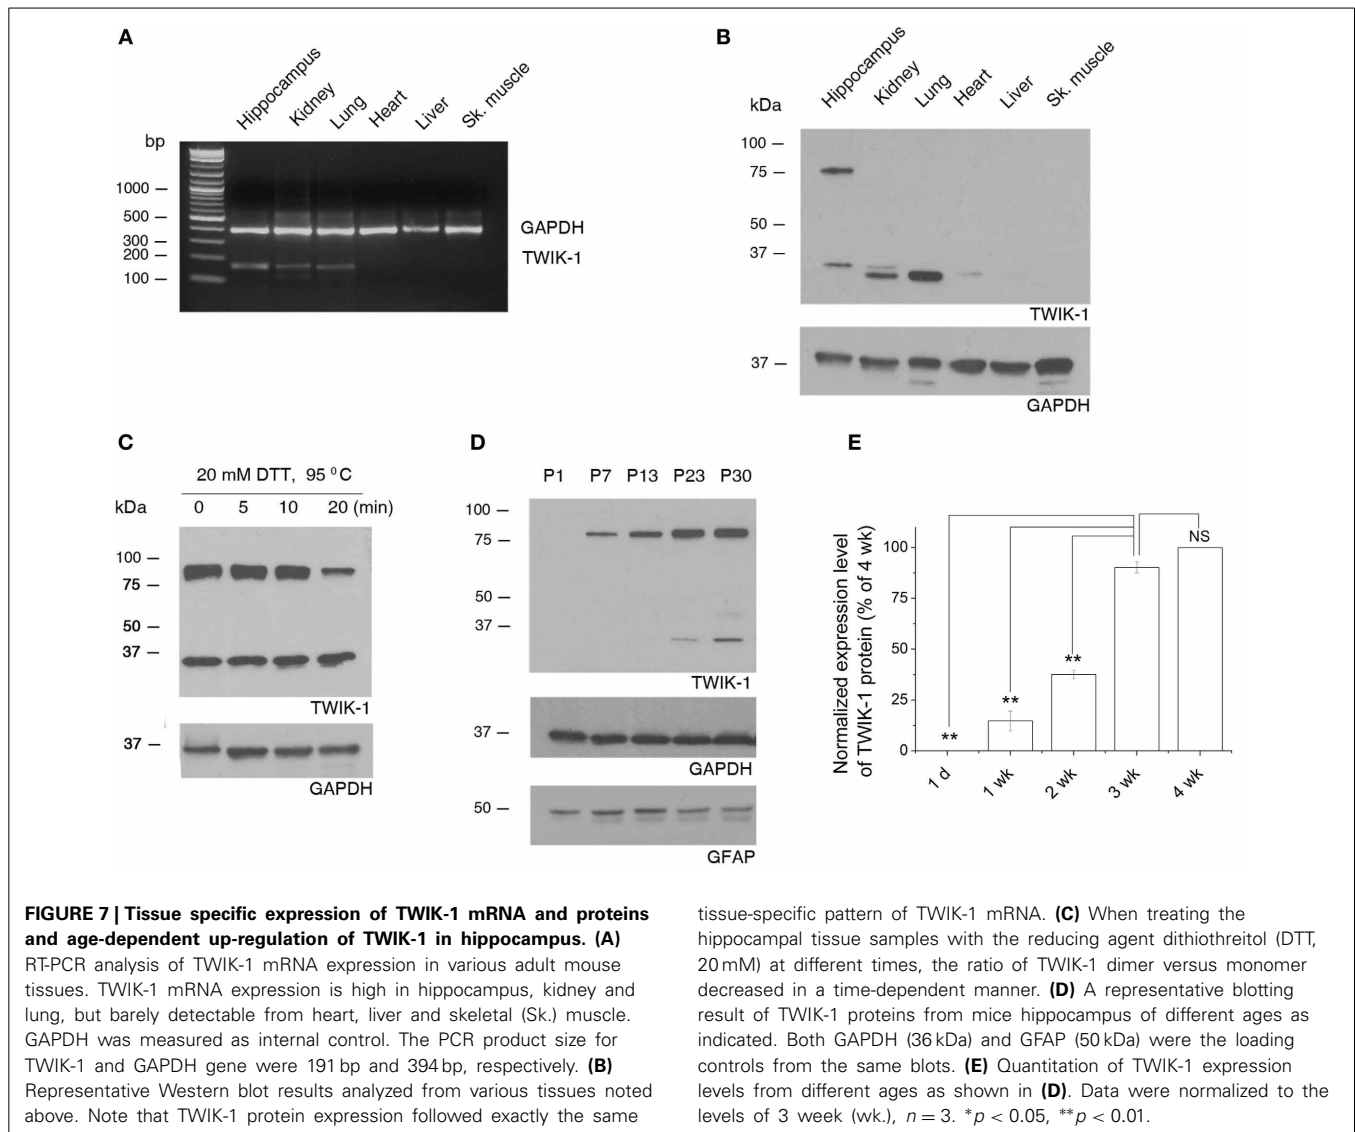 A
Hippocampus
Kidney
Lung
Heart
Liver
Sk. muscle
bp
1000
500
300
200
100
GAPDH
TWIK-1
B
Hippocampus
Kidney
Lung
Heart
Liver
Sk. muscle
kDa
100
75
50
37
TWIK-1
37
GAPDH
C
20 mM DTT, 95 ⁰C
kDa
0 5 10 20 (min)
100
75
50
37
TWIK-1
37
GAPDH
D
P1 P7 P13 P23 P30
100
75
50
37
TWIK-1
37
GAPDH
50
GFAP
E
Normalized expression level
of TWIK-1 protein (% of 4 wk)
100
75
50
25
0
**
**
**
NS
1 d
1 wk
2 wk
3 wk
4 wk
FIGURE 7 | Tissue specific expression of TWIK-1 mRNA and proteins
and age-dependent up-regulation of TWIK-1 in hippocampus. (A)
RT-PCR analysis of TWIK-1 mRNA expression in various adult mouse
tissues. TWIK-1 mRNA expression is high in hippocampus, kidney and
lung, but barely detectable from heart, liver and skeletal (Sk.) muscle.
GAPDH was measured as internal control. The PCR product size for
TWIK-1 and GAPDH gene were 191 bp and 394 bp, respectively. (B)
Representative Western blot results analyzed from various tissues noted
above. Note that TWIK-1 protein expression followed exactly the same
tissue-specific pattern of TWIK-1 mRNA. (C) When treating the
hippocampal tissue samples with the reducing agent dithiothreitol (DTT,
20 mM) at different times, the ratio of TWIK-1 dimer versus monomer
decreased in a time-dependent manner. (D) A representative blotting
result of TWIK-1 proteins from mice hippocampus of different ages as
indicated. Both GAPDH (36 kDa) and GFAP (50 kDa) were the loading
controls from the same blots. (E) Quantitation of TWIK-1 expression
levels from different ages as shown in (D). Data were normalized to the
levels of 3 week (wk.), n = 3. *p < 0.05, **p < 0.01.